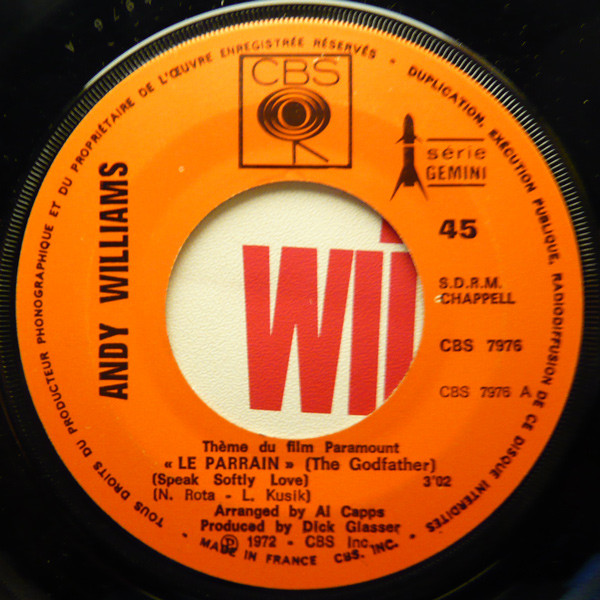 TOUS DROITS DU PRODUCTEUR PHONOGRAPHIQUE ET DU PROPRIÉTAIRE DE L'ŒUVRE ENREGISTRÉE RÉSERVÉS • DUPLICATION, EXÉCUTION PUBLIQUE, RADIODIFFUSION DE CE DISQUE INTERDITES
CBS
série
GEMINI
45
ANDY WILLIAMS
S.D.R.M.
CHAPPELL
CBS 7976
CBS 7976 A
Wi
Thème du film Paramount
« LE PARRAIN » (The Godfather)
(Speak Softly Love) 3'02
(N. Rota - L. Kusik)
Arranged by Al Capps
Produced by Dick Glasser
Ⓟ 1972 - CBS Inc.
• MADE IN FRANCE CBS. INC. •